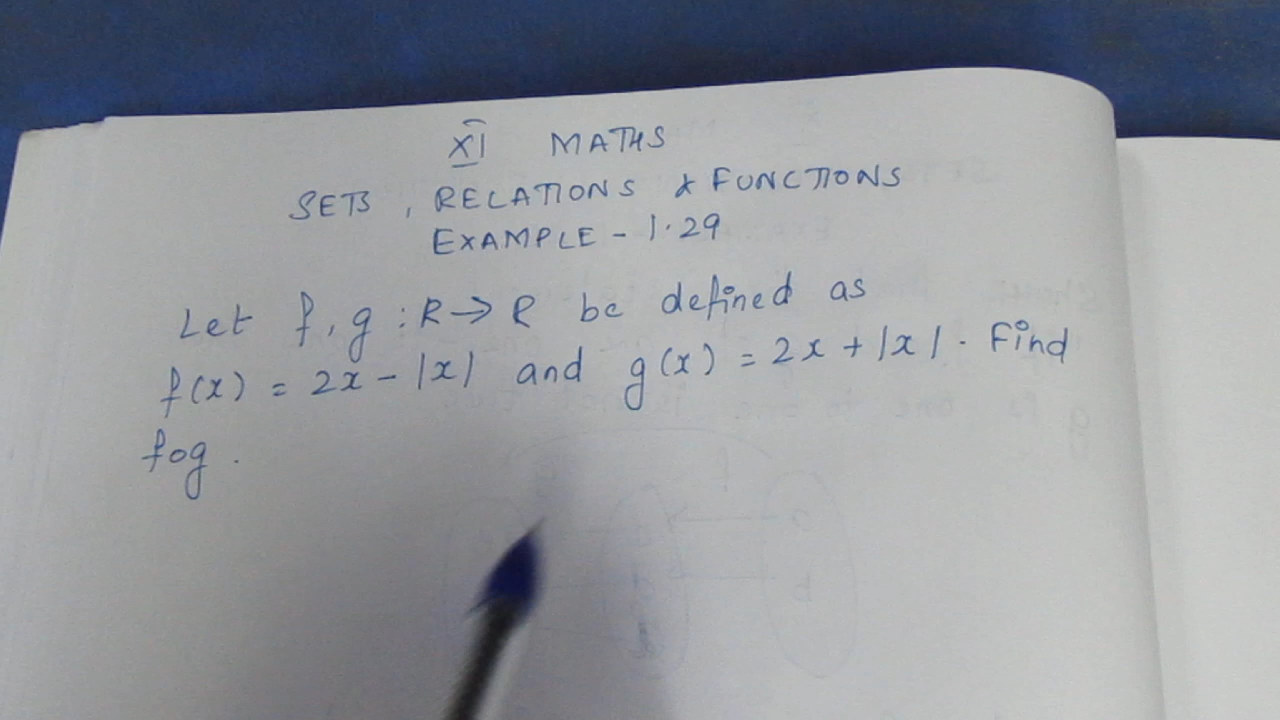 XI MATHS
SETS, RELATIONS & FUNCTIONS
EXAMPLE - 1.29
Let f, g : R → R be defined as
f(x) = 2x - |x| and g(x) = 2x + |x|. Find
fog.